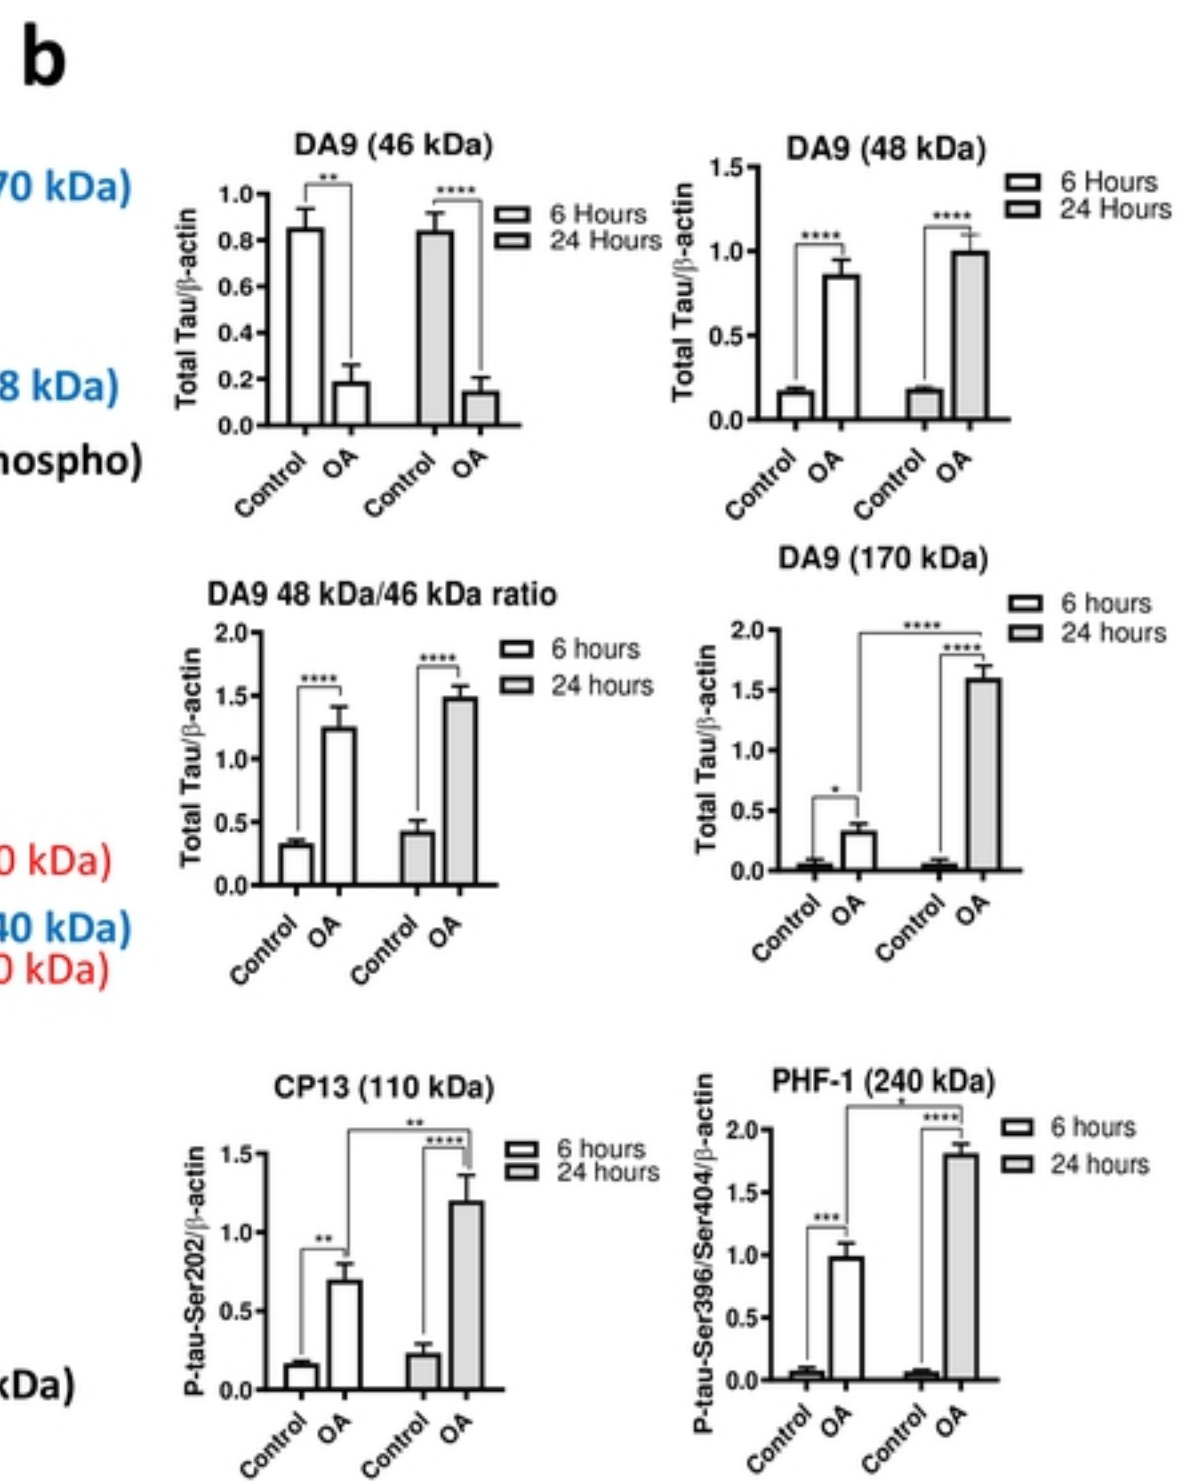 b
70 kDa)
8 kDa)
hospho)
0 kDa)
40 kDa)
0 kDa)
kDa)
DA9 (46 kDa)
**
****
6 Hours
24 Hours
Total Tau/β-actin
1.0
0.8
0.6
0.4
0.2
0.0
Control
OA
Control
OA
DA9 (48 kDa)
****
****
6 Hours
24 Hours
Total Tau/β-actin
1.5
1.0
0.5
0.0
Control
OA
Control
OA
DA9 48 kDa/46 kDa ratio
****
****
6 hours
24 hours
Total Tau/β-actin
2.0
1.5
1.0
0.5
0.0
Control
OA
Control
OA
DA9 (170 kDa)
****
****
*
6 hours
24 hours
Total Tau/β-actin
2.0
1.5
1.0
0.5
0.0
Control
OA
Control
OA
CP13 (110 kDa)
**
****
**
6 hours
24 hours
P-tau-Ser202/β-actin
1.5
1.0
0.5
0.0
Control
OA
Control
OA
PHF-1 (240 kDa)
*
****
***
6 hours
24 hours
P-tau-Ser396/Ser404/β-actin
2.0
1.5
1.0
0.5
0.0
Control
OA
Control
OA